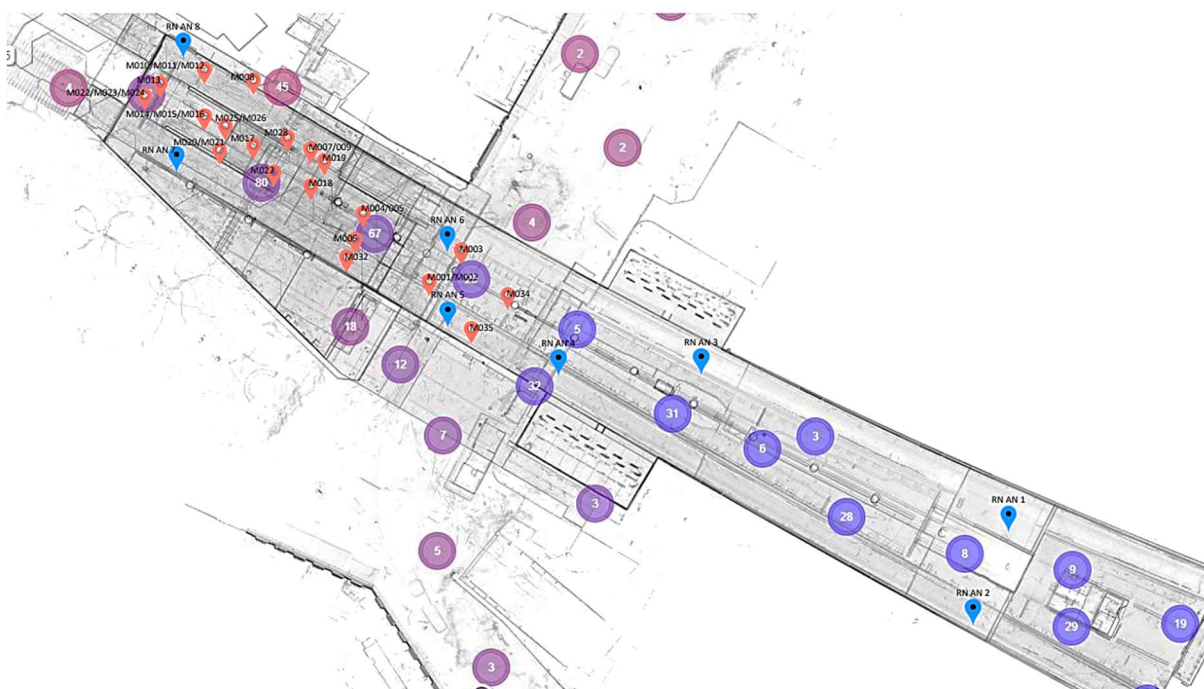 RN AN 8
2
M010/M011/M012
M008
45
M013
M022/M023/M024
M014/M015/M016
M025/M026
2
M028
M020/M021
M017
M007/009
RN AN
M019
M027
80
M018
M004/005
4
RN AN 6
67
M005
M003
M032
M001/M002
M034
RN AN 5
18
M035
5
RN AN 4
RN AN 3
12
32
31
7
3
6
3
RN AN 1
28
5
8
9
RN AN 2
29
19
3